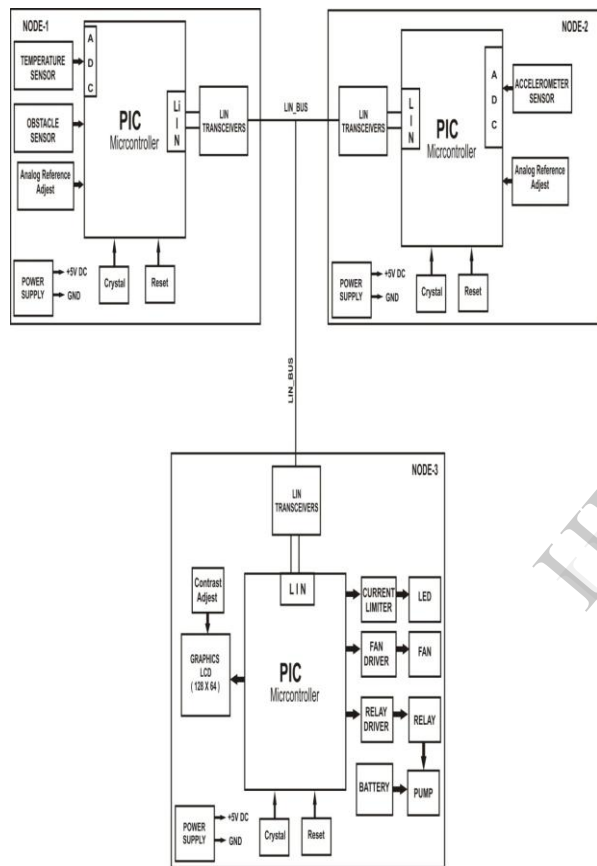 NODE-1
TEMPERATURE
SENSOR
A
D
C
OBSTACLE
SENSOR
Analog Reference
Adjest
PIC
Micrcontroller
Li
I
N
LIN
TRANSCEIVERS
POWER
SUPPLY
+5V DC
GND
Crystal
Reset
LIN_BUS
NODE-2
LIN
TRANSCEIVERS
L
I
N
PIC
Micrcontroller
A
D
C
ACCELEROMETER
SENSOR
Analog Reference
Adjest
POWER
SUPPLY
+5V DC
GND
Crystal
Reset
LIN_BUS
NODE-3
LIN
TRANSCEIVERS
L I N
Contrast
Adjest
GRAPHICS
LCD
( 128 X 64 )
PIC
Micrcontroller
CURRENT
LIMITER
LED
FAN
DRIVER
FAN
RELAY
DRIVER
RELAY
BATTERY
PUMP
POWER
SUPPLY
+5V DC
GND
Crystal
Reset